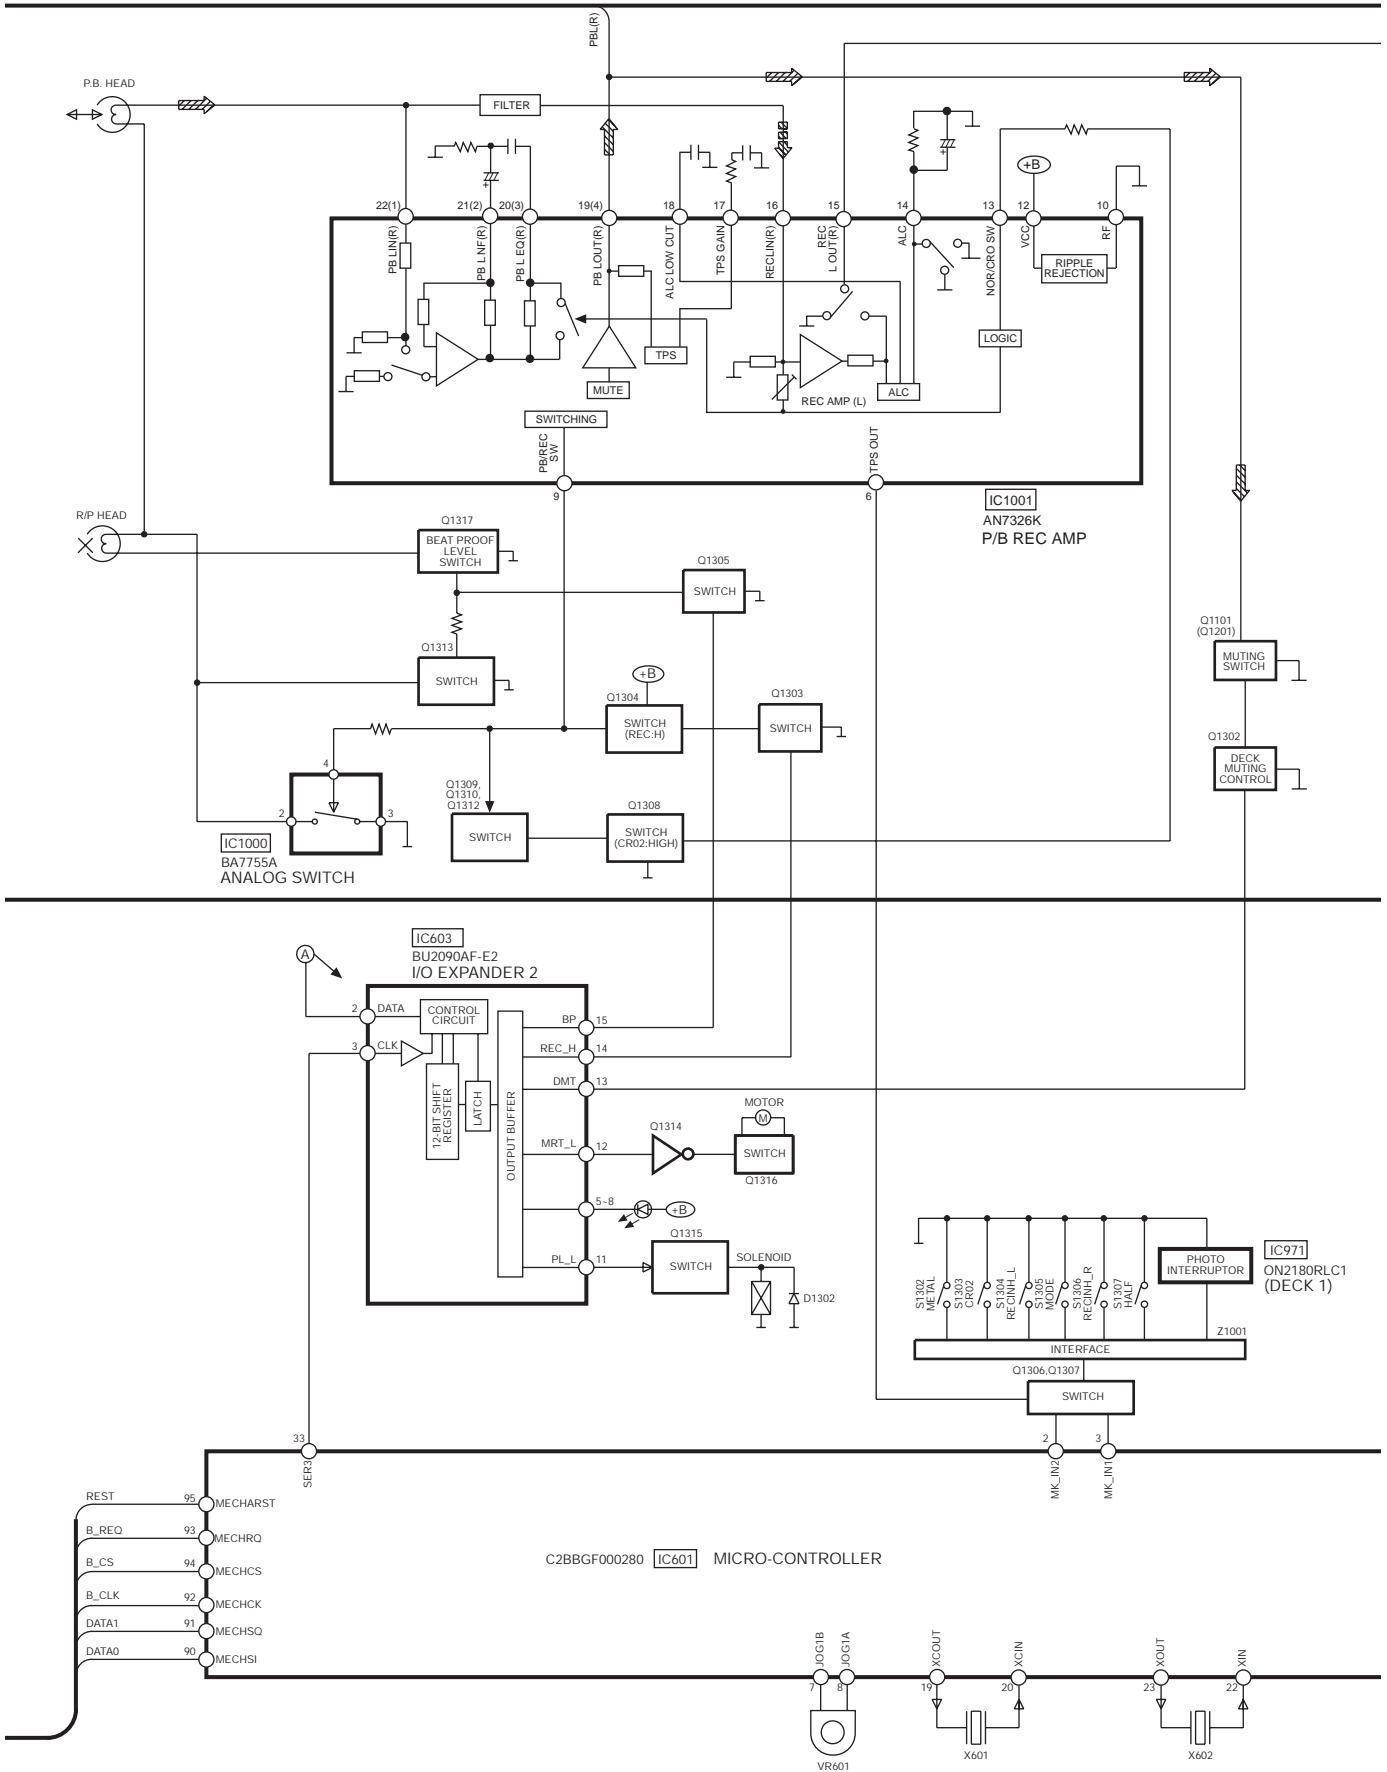 PBL(R)
P.B. HEAD
FILTER
+B
22(1)
21(2)
20(3)
19(4)
18
17
16
15
14
13
12
10
PB LIN(R)
PB L NF(R)
PB L EQ(R)
PB LOUT(R)
ALC LOW CUT
TPS GAIN
RECLIN(R)
REC
L OUT(R)
ALC
NOR/CRO SW
VCC
RF
RIPPLE
REJECTION
LOGIC
TPS
MUTE
REC AMP (L)
ALC
SWITCHING
PB/REC
SW
TPS OUT
9
6
IC1001
AN7326K
P/B REC AMP
R/P HEAD
Q1317
BEAT PROOF
LEVEL
SWITCH
Q1305
SWITCH
Q1313
SWITCH
Q1101
(Q1201)
MUTING
SWITCH
+B
Q1304
SWITCH
(REC:H)
Q1303
SWITCH
Q1302
DECK
MUTING
CONTROL
4
2
3
IC1000
BA7755A
ANALOG SWITCH
Q1309,
Q1310,
Q1312
SWITCH
Q1308
SWITCH
(CR02:HIGH)
A
IC603
BU2090AF-E2
I/O EXPANDER 2
2
DATA
3
CLK
CONTROL
CIRCUIT
12-BIT SHIFT
REGISTER
LATCH
OUTPUT BUFFER
BP
15
REC_H
14
DMT
13
MRT_L
12
5~8
PL_L
11
Q1314
MOTOR
M
SWITCH
Q1316
+B
Q1315
SWITCH
SOLENOID
D1302
S1302
METAL
S1303
CR02
S1304
RECINH_L
S1305
MODE
S1306
RECINH_R
S1307
HALF
PHOTO
INTERRUPTOR
IC971
ON2180RLC1
(DECK 1)
Z1001
INTERFACE
Q1306,Q1307
SWITCH
33
SER3
2
MK_IN2
3
MK_IN1
REST
95
MECHARST
B_REQ
93
MECHRQ
B_CS
94
MECHCS
B_CLK
92
MECHCK
DATA1
91
MECHSQ
DATA0
90
MECHSI
C2BBGF000280 IC601 MICRO-CONTROLLER
JOG1B
JOG1A
XCOUT
XCIN
XOUT
XIN
7
8
19
20
23
22
VR601
X601
X602